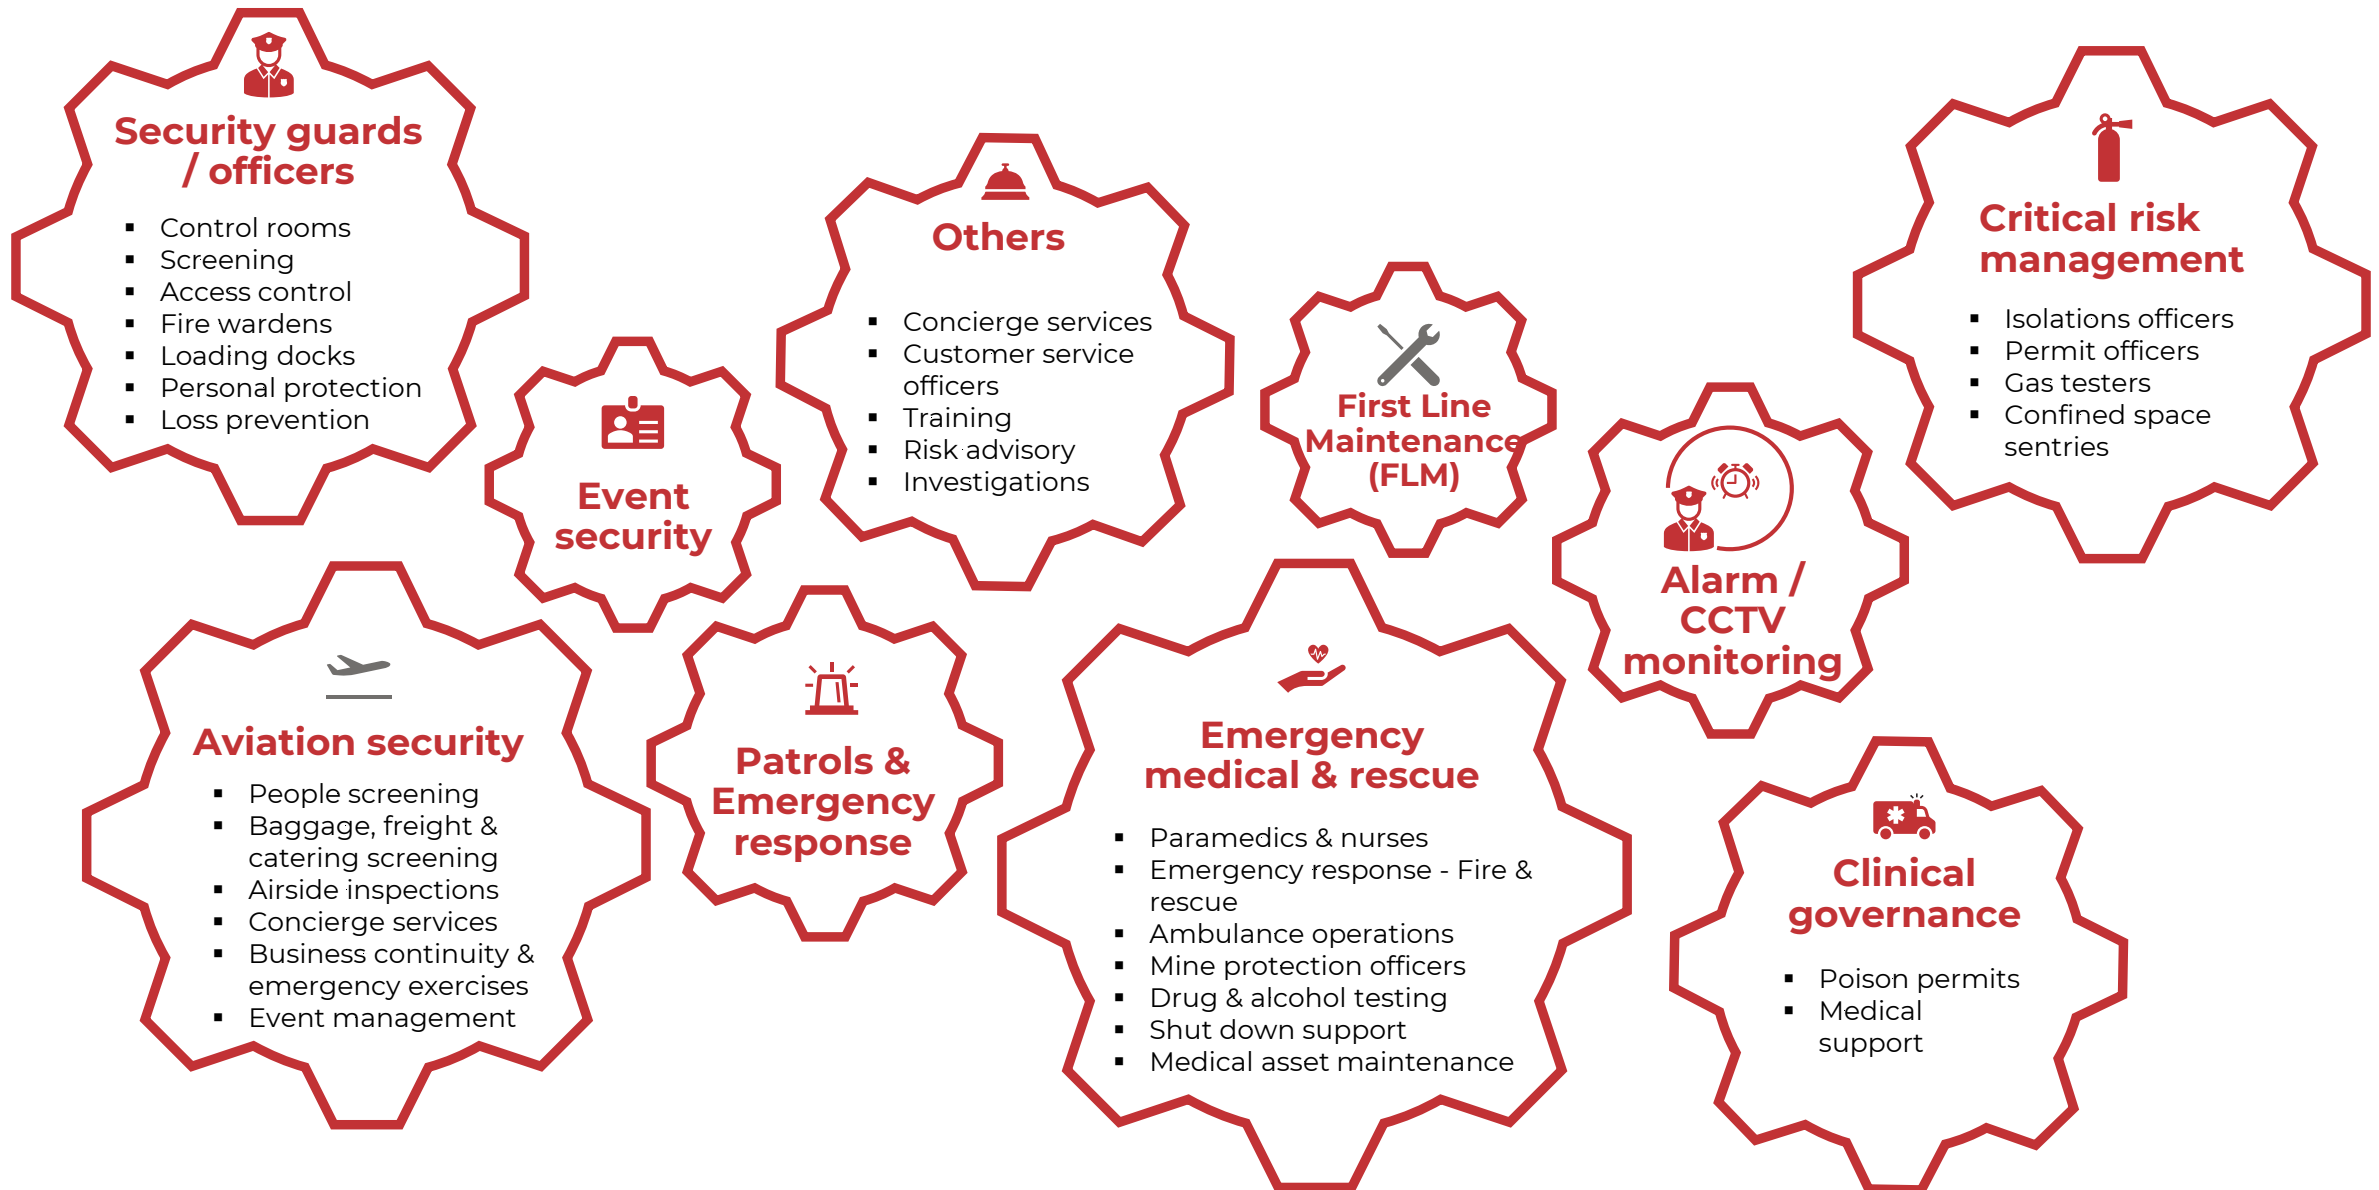 Security guards
/ officers
▪ Control rooms
▪ Screening
▪ Access control
▪ Fire wardens
▪ Loading docks
▪ Personal protection
▪ Loss prevention
Event
security
Others
▪ Concierge services
▪ Customer service
officers
▪ Training
▪ Risk advisory
▪ Investigations
First Line
Maintenance
(FLM)
Alarm /
CCTV
monitoring
Critical risk
management
▪ Isolations officers
▪ Permit officers
▪ Gas testers
▪ Confined space
sentries
Aviation security
▪ People screening
▪ Baggage, freight &
catering screening
▪ Airside inspections
▪ Concierge services
▪ Business continuity &
emergency exercises
▪ Event management
Patrols &
Emergency
response
Emergency
medical & rescue
▪ Paramedics & nurses
▪ Emergency response - Fire &
rescue
▪ Ambulance operations
▪ Mine protection officers
▪ Drug & alcohol testing
▪ Shut down support
▪ Medical asset maintenance
Clinical
governance
▪ Poison permits
▪ Medical
support